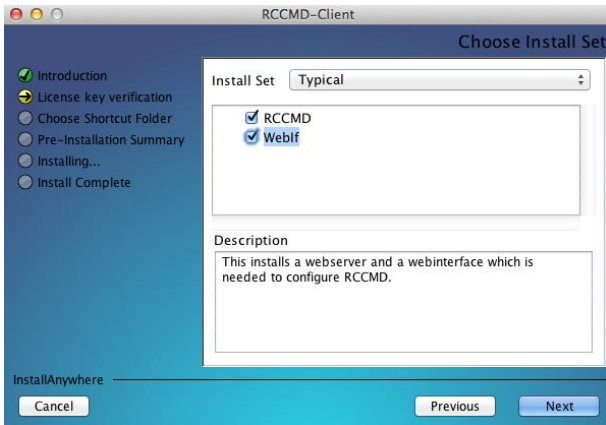 RCCMD-Client
Choose Install Set
Introduction
License key verification
Choose Shortcut Folder
Pre-Installation Summary
Installing...
Install Complete
Install Set Typical
RCCMD
WebIf
Description
This installs a webserver and a webinterface which is
needed to configure RCCMD.
InstallAnywhere
Cancel Previous Next